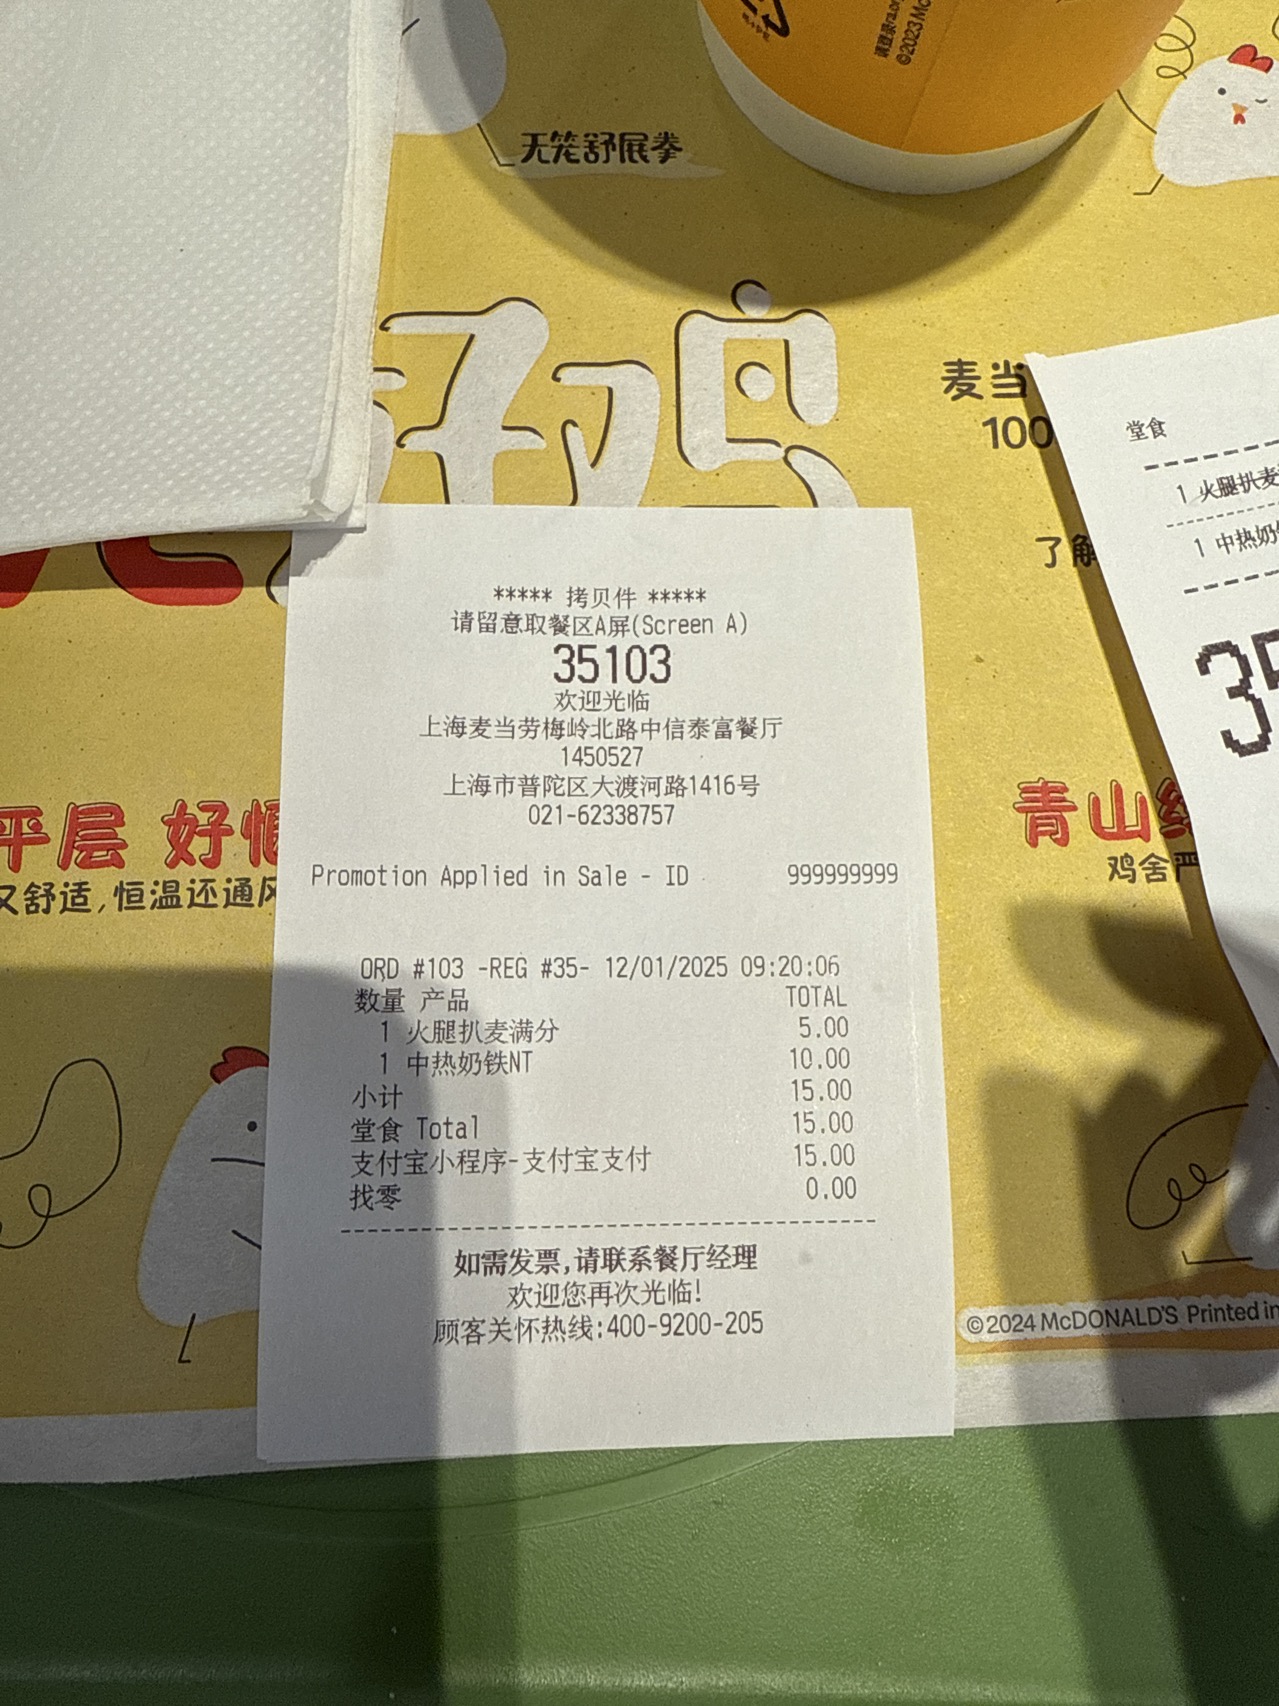 ©2023 Mc
无笼舒展拳
好鸡
麦当
100
了解
堂食
1 火腿扒麦
1 中热奶
35
***** 拷贝件 *****
请留意取餐区A屏(Screen A)
35103
欢迎光临
上海麦当劳梅岭北路中信泰富餐厅
1450527
上海市普陀区大渡河路1416号
021-62338757
Promotion Applied in Sale - ID 999999999
ORD #103 -REG #35- 12/01/2025 09:20:06
数量 产品 TOTAL
1 火腿扒麦满分 5.00
1 中热奶铁NT 10.00
小计 15.00
堂食 Total 15.00
支付宝小程序-支付宝支付 15.00
找零 0.00
如需发票,请联系餐厅经理
欢迎您再次光临!
顾客关怀热线:400-9200-205
平层 好惬
又舒适,恒温还通风
青山
鸡舍严
©2024 McDONALD'S Printed in